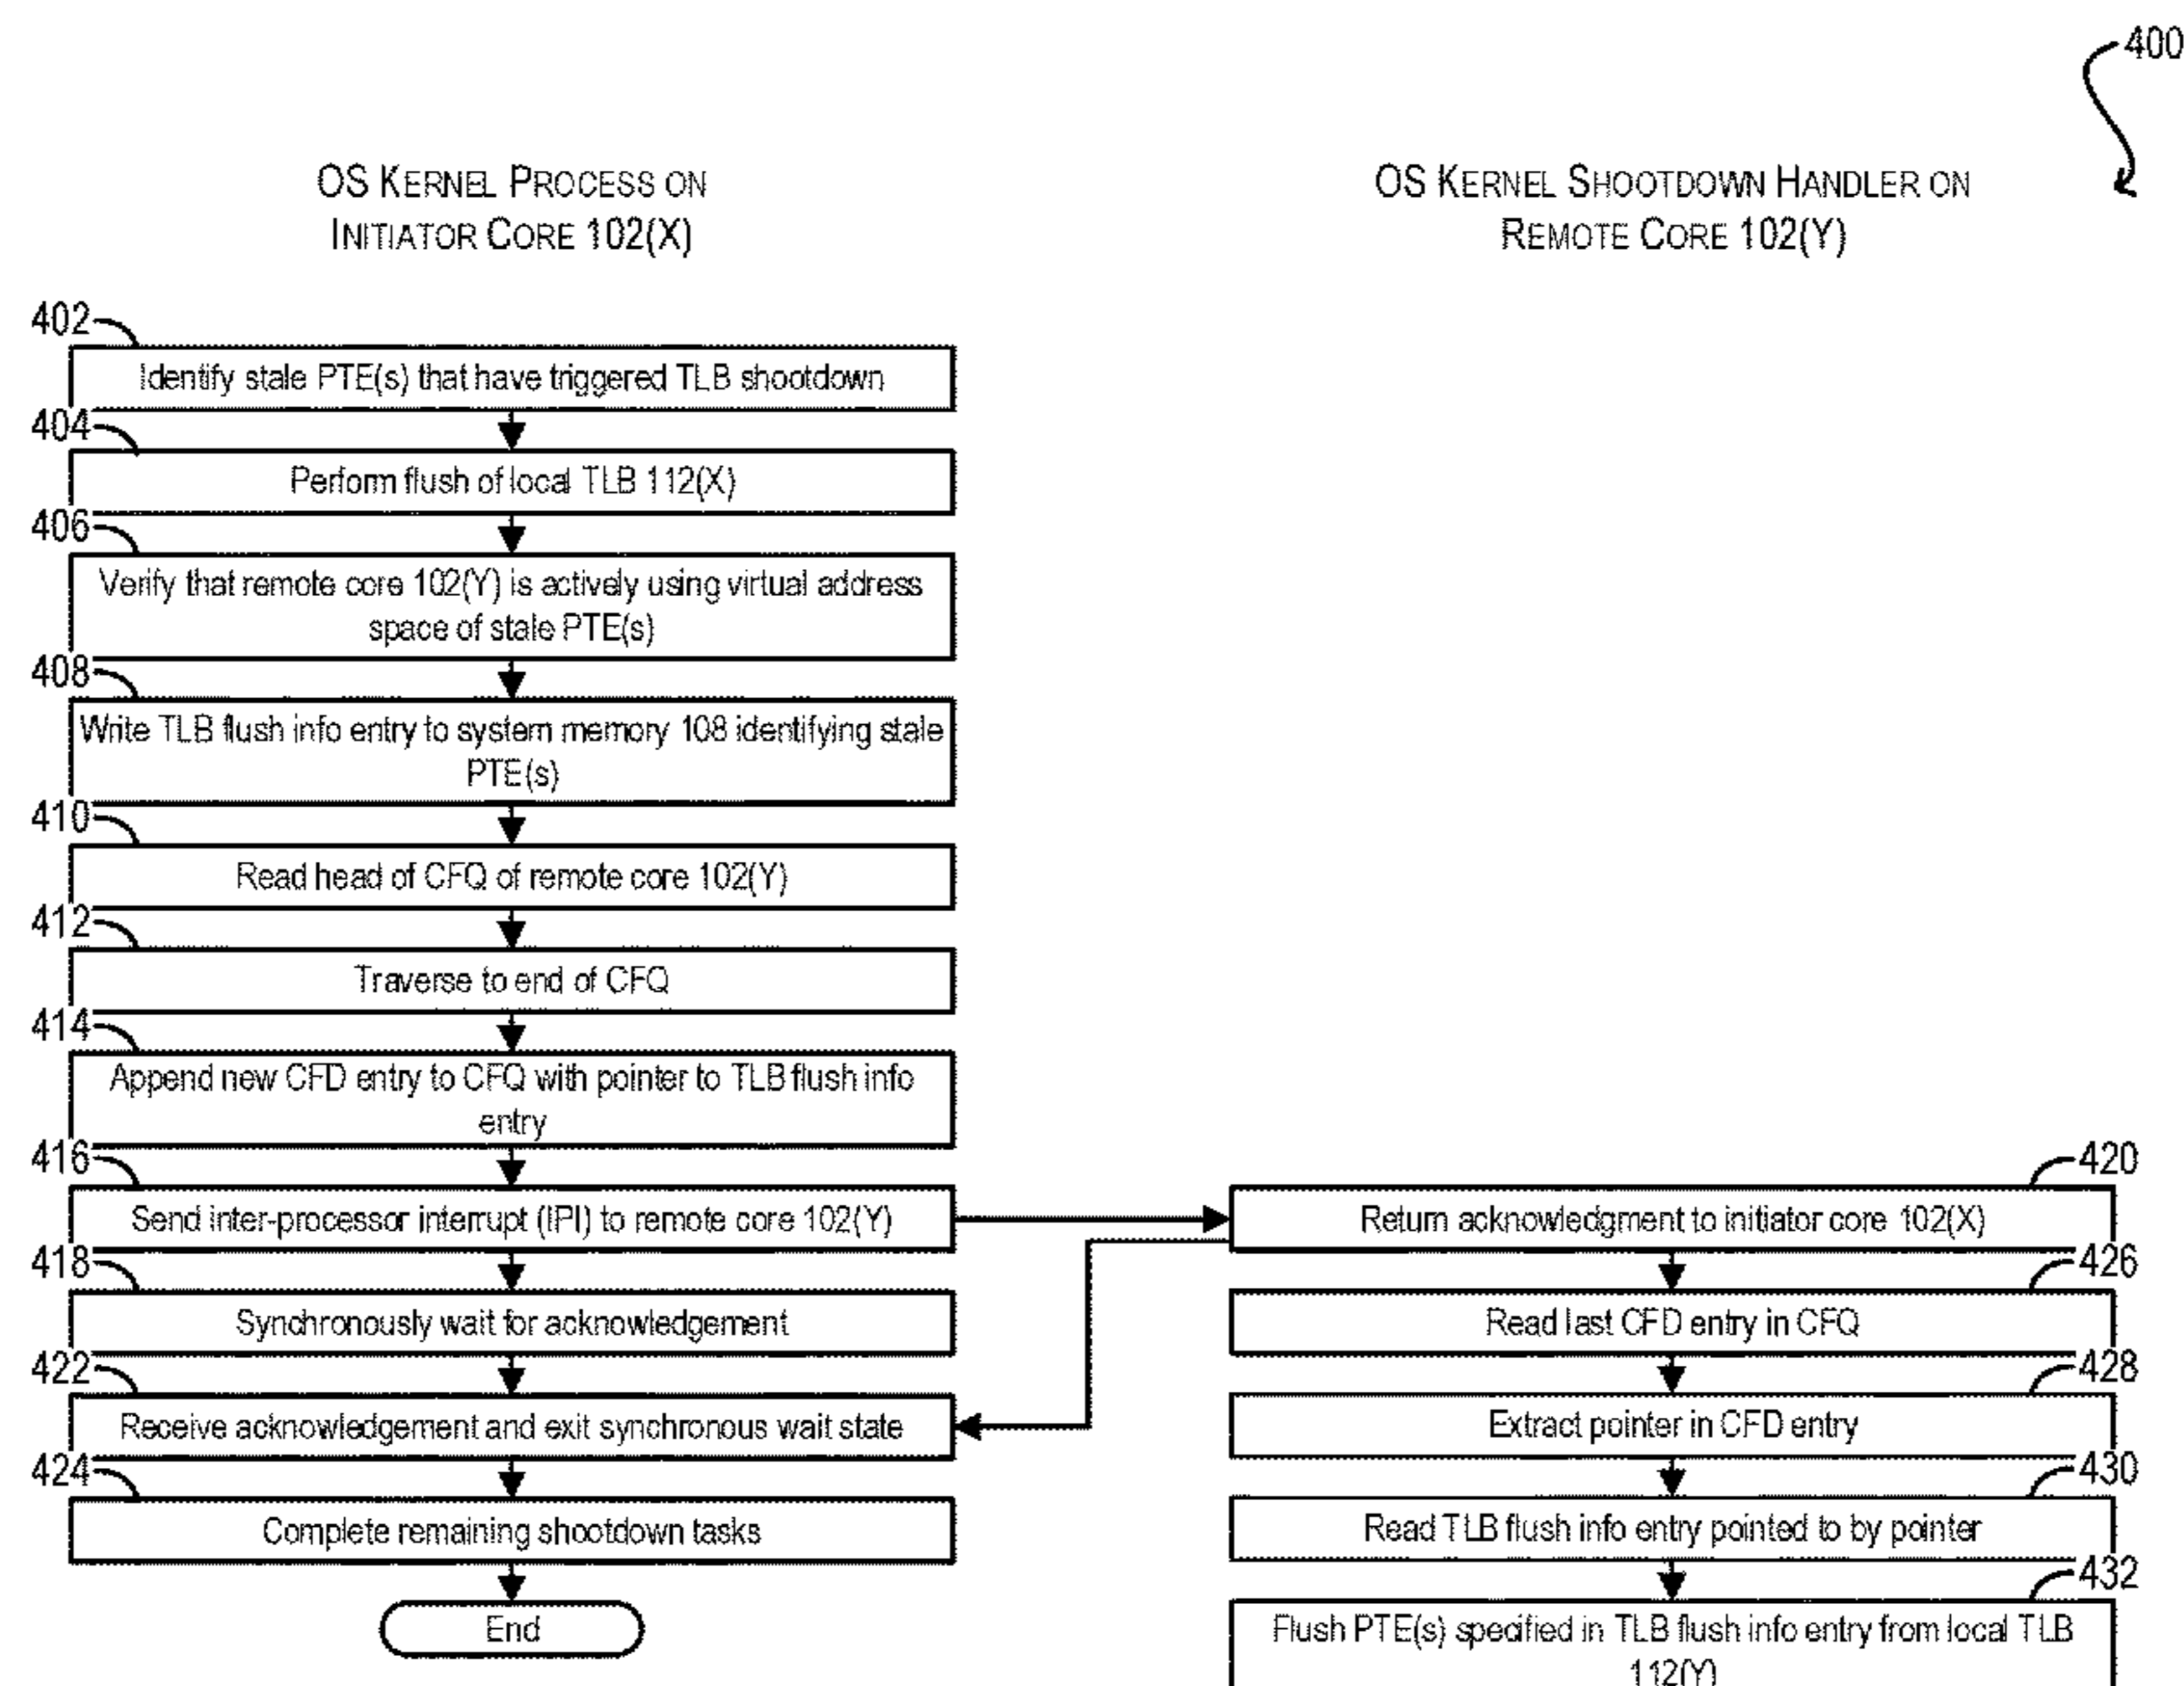 400
OS KERNEL PROCESS ON
INITIATOR CORE 102(X)
OS KERNEL SHOOTDOWN HANDLER ON
REMOTE CORE 102(Y)
402
Identify stale PTE(s) that have triggered TLB shootdown
404
Perform flush of local TLB 112(X)
406
Verify that remote core 102(Y) is actively using virtual address
space of stale PTE(s)
408
Write TLB flush info entry to system memory 108 identifying stale
PTE(s)
410
Read head of CFQ of remote core 102(Y)
412
Traverse to end of CFQ
414
Append new CFD entry to CFQ with pointer to TLB flush info
entry
416
Send inter-processor interrupt (IPI) to remote core 102(Y)
418
Synchronously wait for acknowledgement
422
Receive acknowledgement and exit synchronous wait state
424
Complete remaining shootdown tasks
End
420
Return acknowledgment to initiator core 102(X)
426
Read last CFD entry in CFQ
428
Extract pointer in CFD entry
430
Read TLB flush info entry pointed to by pointer
432
Flush PTE(s) specified in TLB flush info entry from local TLB
112(Y)